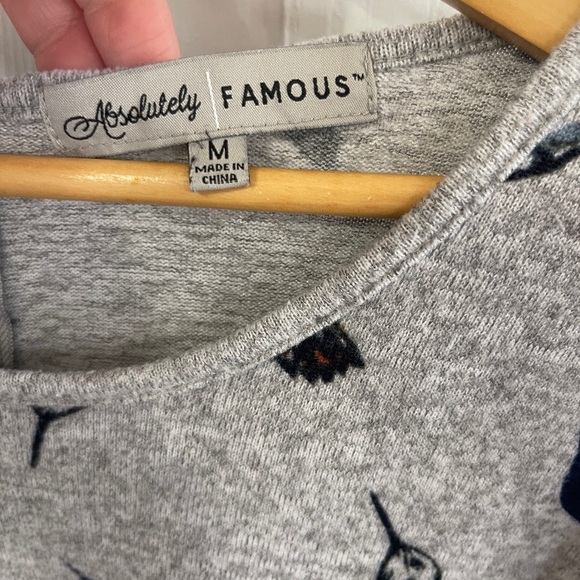 Absolutely | FAMOUS™
M
MADE IN
CHINA